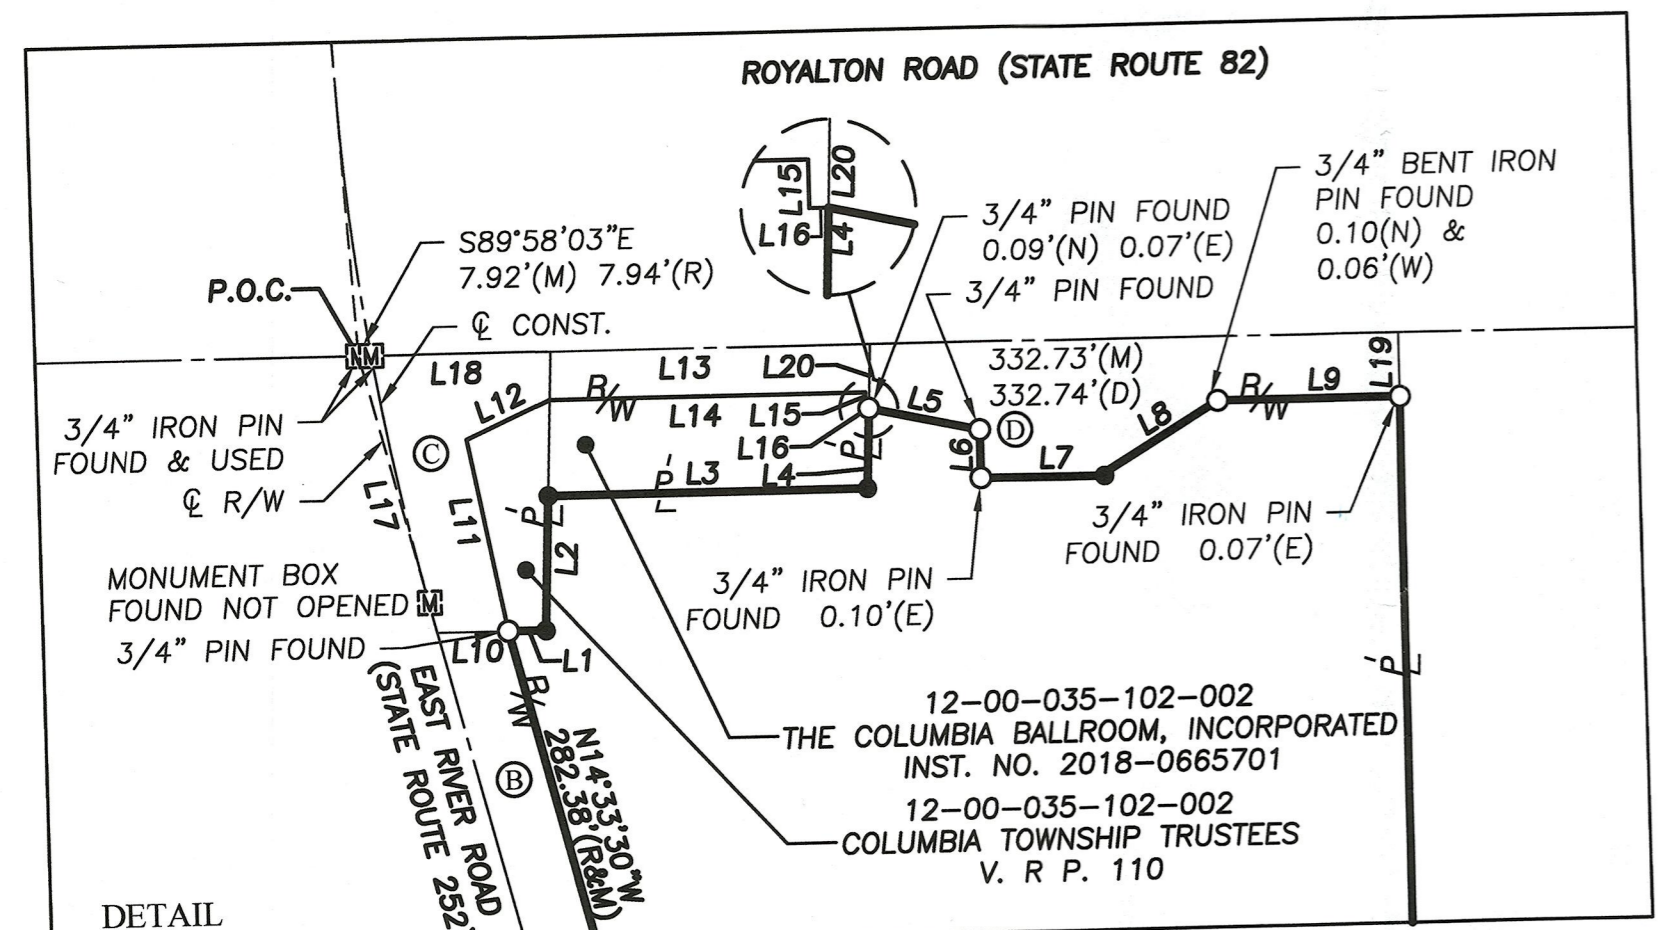 ROYALTON ROAD (STATE ROUTE 82)
L15
L20
L16
L4
3/4" BENT IRON
PIN FOUND
0.10(N) &
0.06'(W)
3/4" PIN FOUND
0.09'(N) 0.07'(E)
3/4" PIN FOUND
S89°58'03"E
7.92'(M) 7.94'(R)
P.O.C.
℄ CONST.
M
332.73'(M)
332.74'(D)
L18
L13
L20
L19
L12
R/W
L14
L15
L16
L5
D
R/W
L9
L8
3/4" IRON PIN
FOUND & USED
C
P/L
L6
L7
L3
L4
P/L
℄ R/W
L17
L11
P/L
L2
3/4" IRON PIN
FOUND 0.07'(E)
MONUMENT BOX
FOUND NOT OPENED
M
3/4" IRON PIN
FOUND 0.10'(E)
3/4" PIN FOUND
L10
L1
P/L
EAST RIVER ROAD
(STATE ROUTE 252)
R/W
N14°33'30"W
282.38'(R&M)
B
12-00-035-102-002
THE COLUMBIA BALLROOM, INCORPORATED
INST. NO. 2018-0665701
12-00-035-102-002
COLUMBIA TOWNSHIP TRUSTEES
V. R P. 110
DETAIL